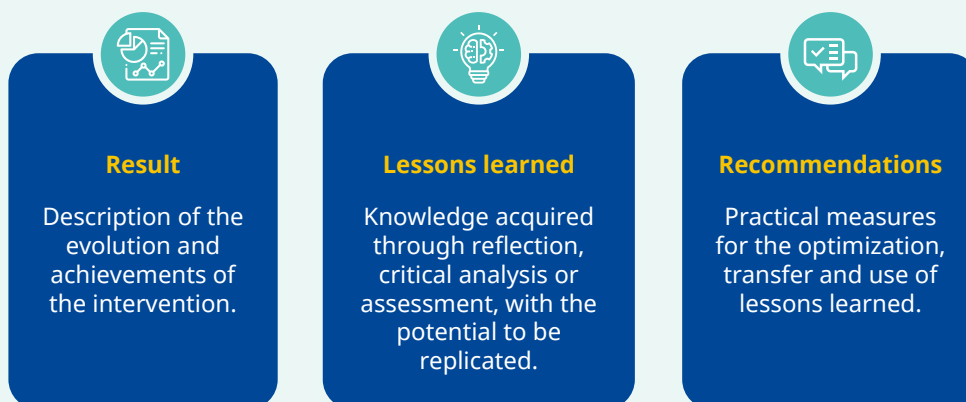 Result
Description of the
evolution and
achievements of
the intervention.
Lessons learned
Knowledge acquired
through reflection,
critical analysis or
assessment, with the
potential to be
replicated.
Recommendations
Practical measures
for the optimization,
transfer and use of
lessons learned.